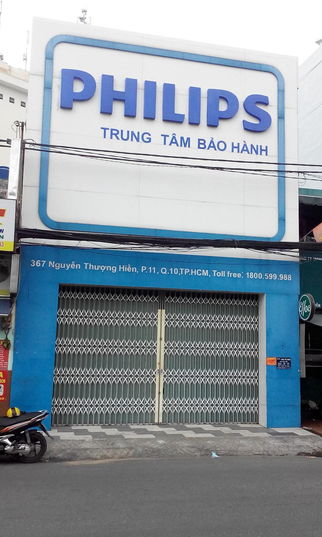 PHILIPS
TRUNG TÂM BẢO HÀNH
367 Nguyễn Thượng Hiền, P.11, Q.10,TP.HCM, Toll free: 1800.599.988